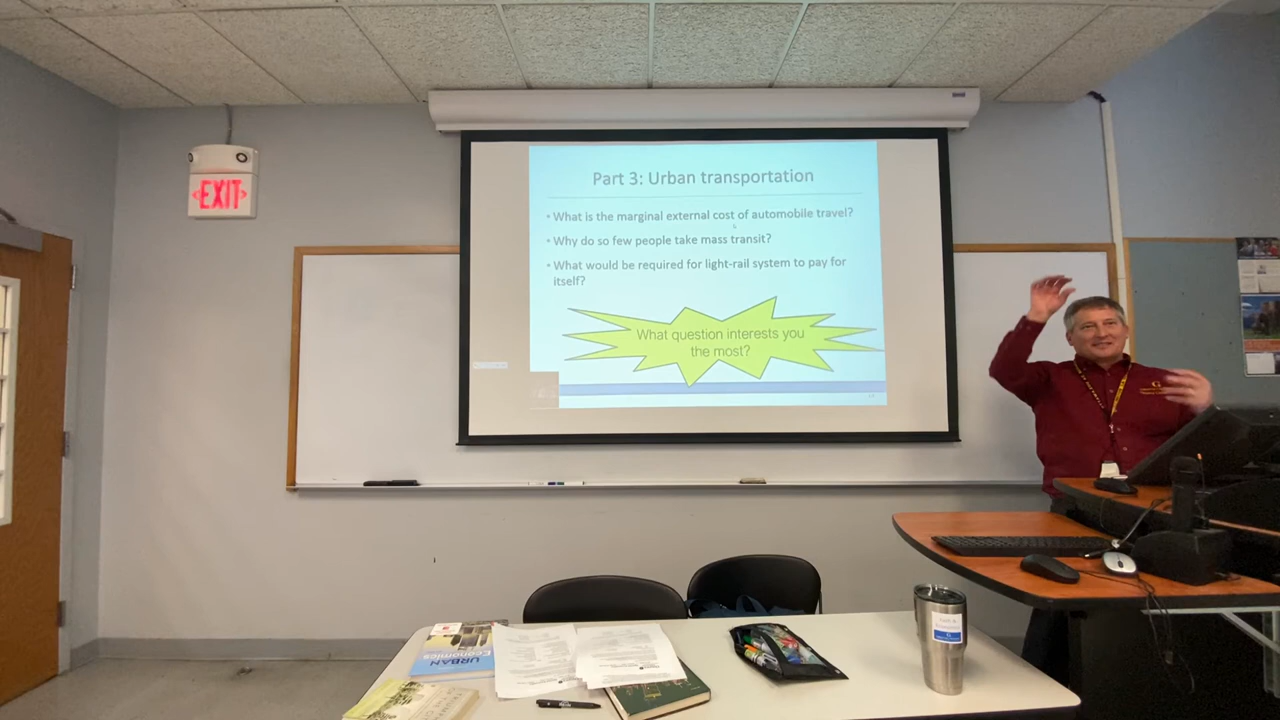 EXIT
Part 3: Urban transportation
• What is the marginal external cost of automobile travel?
• Why do so few people take mass transit?
• What would be required for light-rail system to pay for
itself?
What question interests you
the most?
G
URBAN
Economics